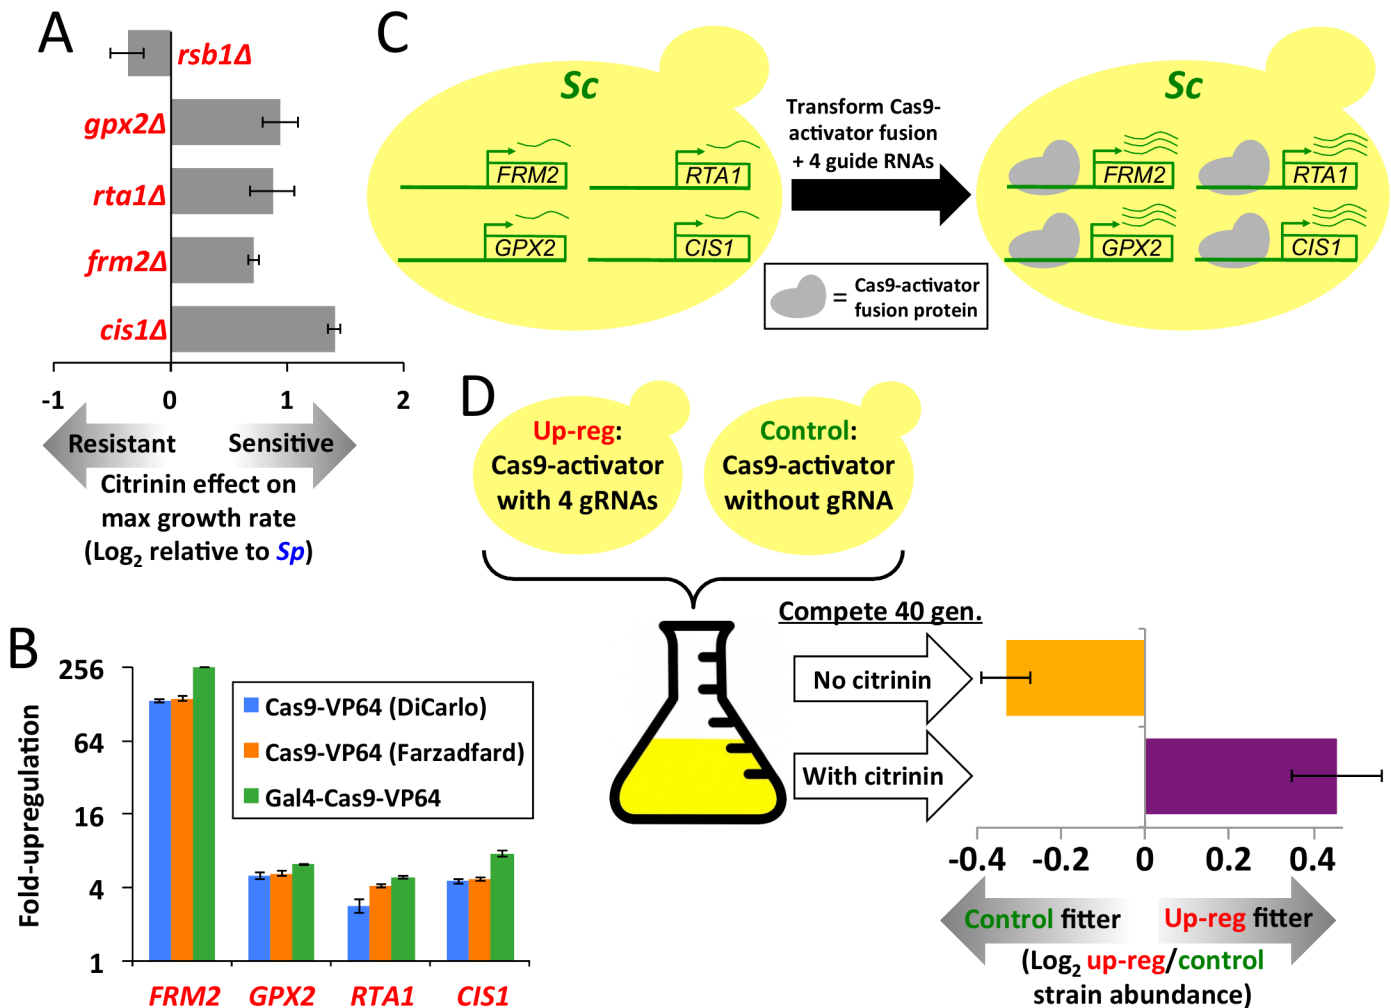 A
rsb1Δ
gpx2Δ
rta1Δ
frm2Δ
cis1Δ
-1 0 1 2
Resistant Sensitive
Citrinin effect on
max growth rate
(Log2 relative to Sp)
B
Fold-upregulation
256
64
16
4
1
Cas9-VP64 (DiCarlo)
Cas9-VP64 (Farzadfard)
Gal4-Cas9-VP64
FRM2 GPX2 RTA1 CIS1
C
Sc
FRM2 RTA1
GPX2 CIS1
Transform Cas9-
activator fusion
+ 4 guide RNAs
= Cas9-activator
fusion protein
Sc
FRM2 RTA1
GPX2 CIS1
D
Up-reg:
Cas9-activator
with 4 gRNAs
Control:
Cas9-activator
without gRNA
Compete 40 gen.
No citrinin
With citrinin
-0.4 -0.2 0 0.2 0.4
Control fitter Up-reg fitter
(Log2 up-reg/control
strain abundance)